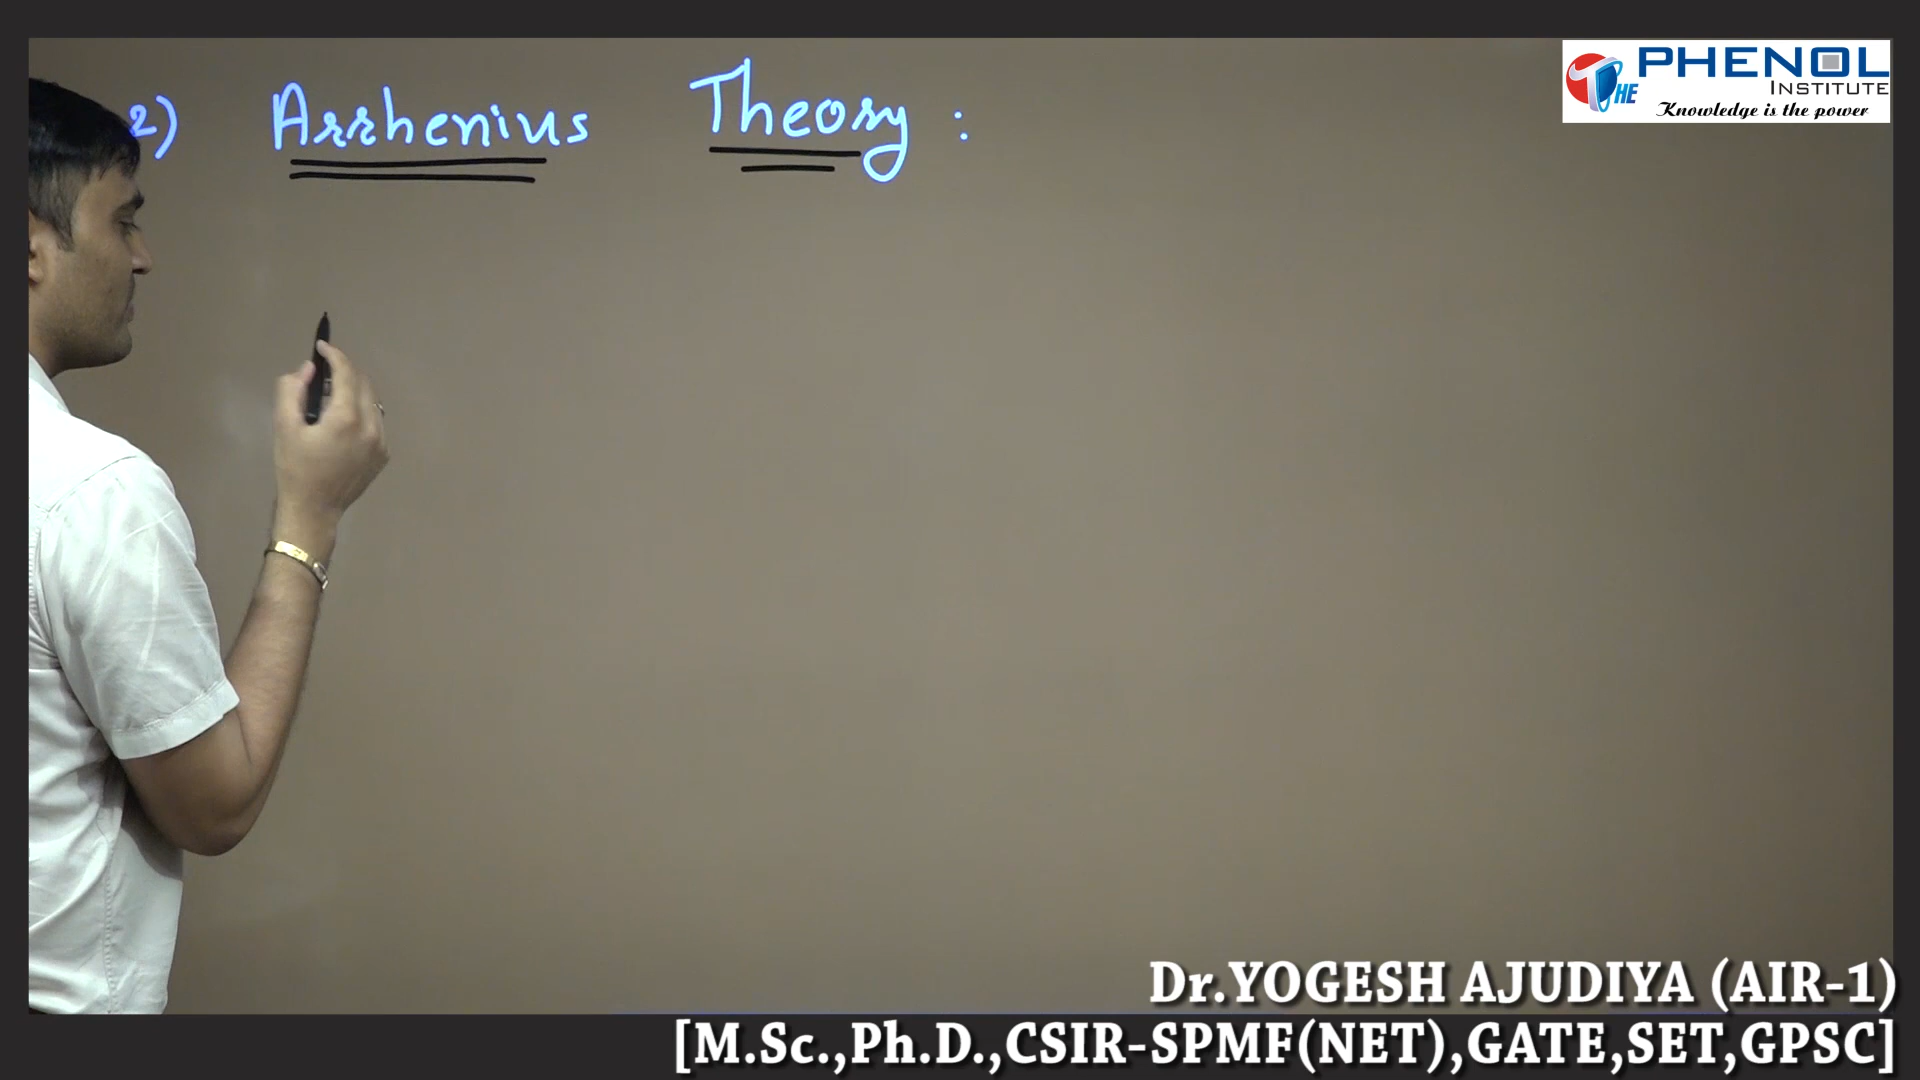 2) Arrhenius Theory :
THE PHENOL
INSTITUTE
Knowledge is the power
Dr.YOGESH AJUDIYA (AIR-1)
[M.Sc.,Ph.D.,CSIR-SPMF(NET),GATE,SET,GPSC]